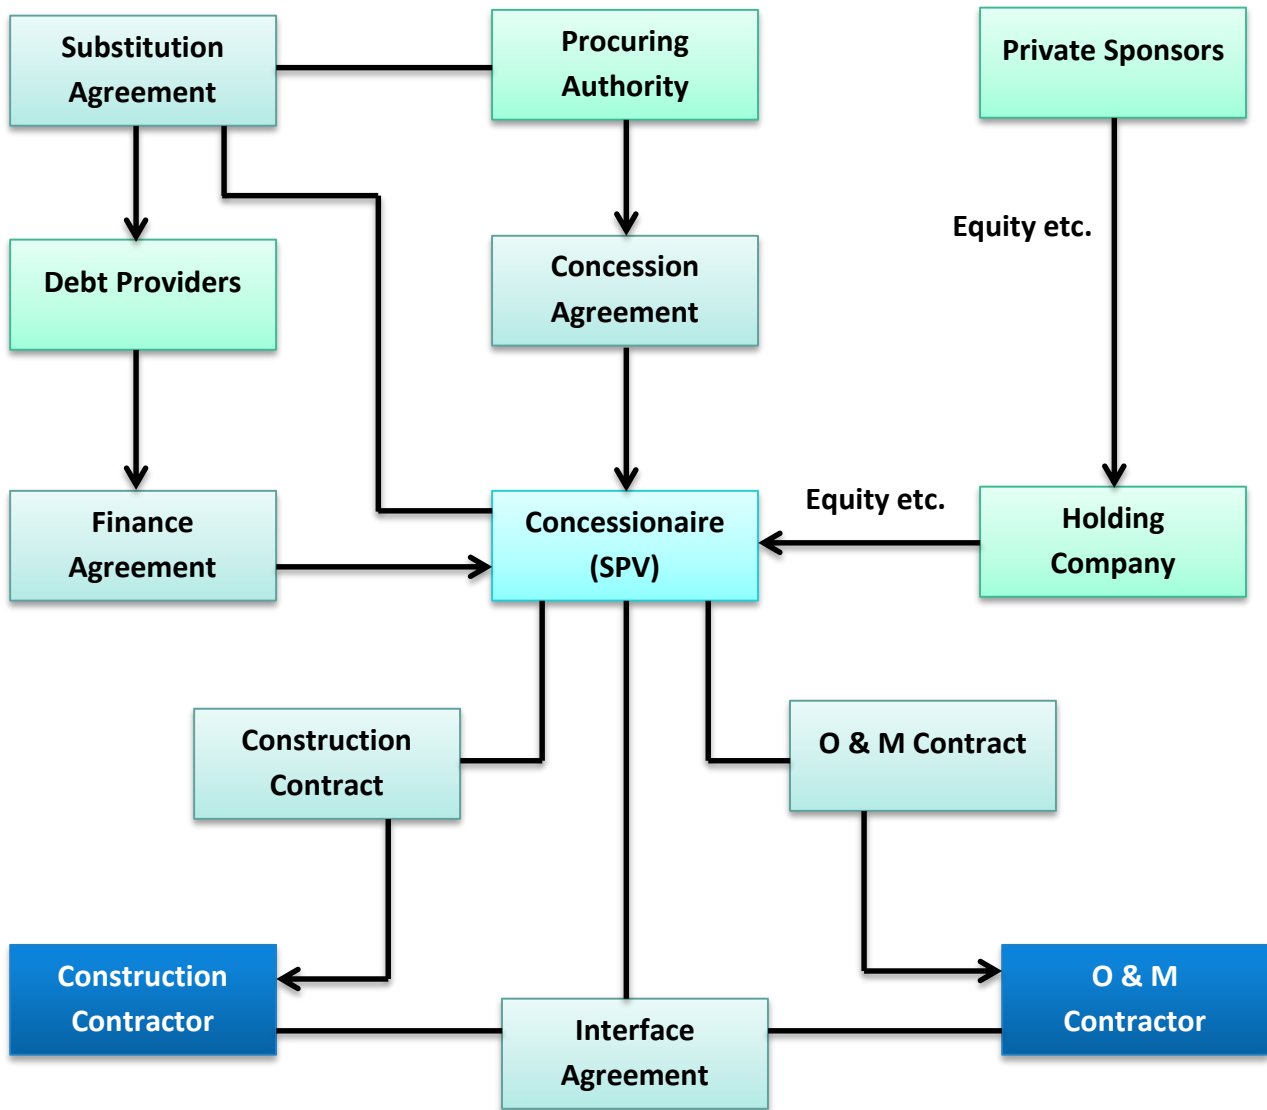 Substitution
Agreement
Procuring
Authority
Private Sponsors
Equity etc.
Debt Providers
Concession
Agreement
Finance
Agreement
Concessionaire
(SPV)
Equity etc.
Holding
Company
Construction
Contract
O & M Contract
Construction
Contractor
Interface
Agreement
O & M
Contractor